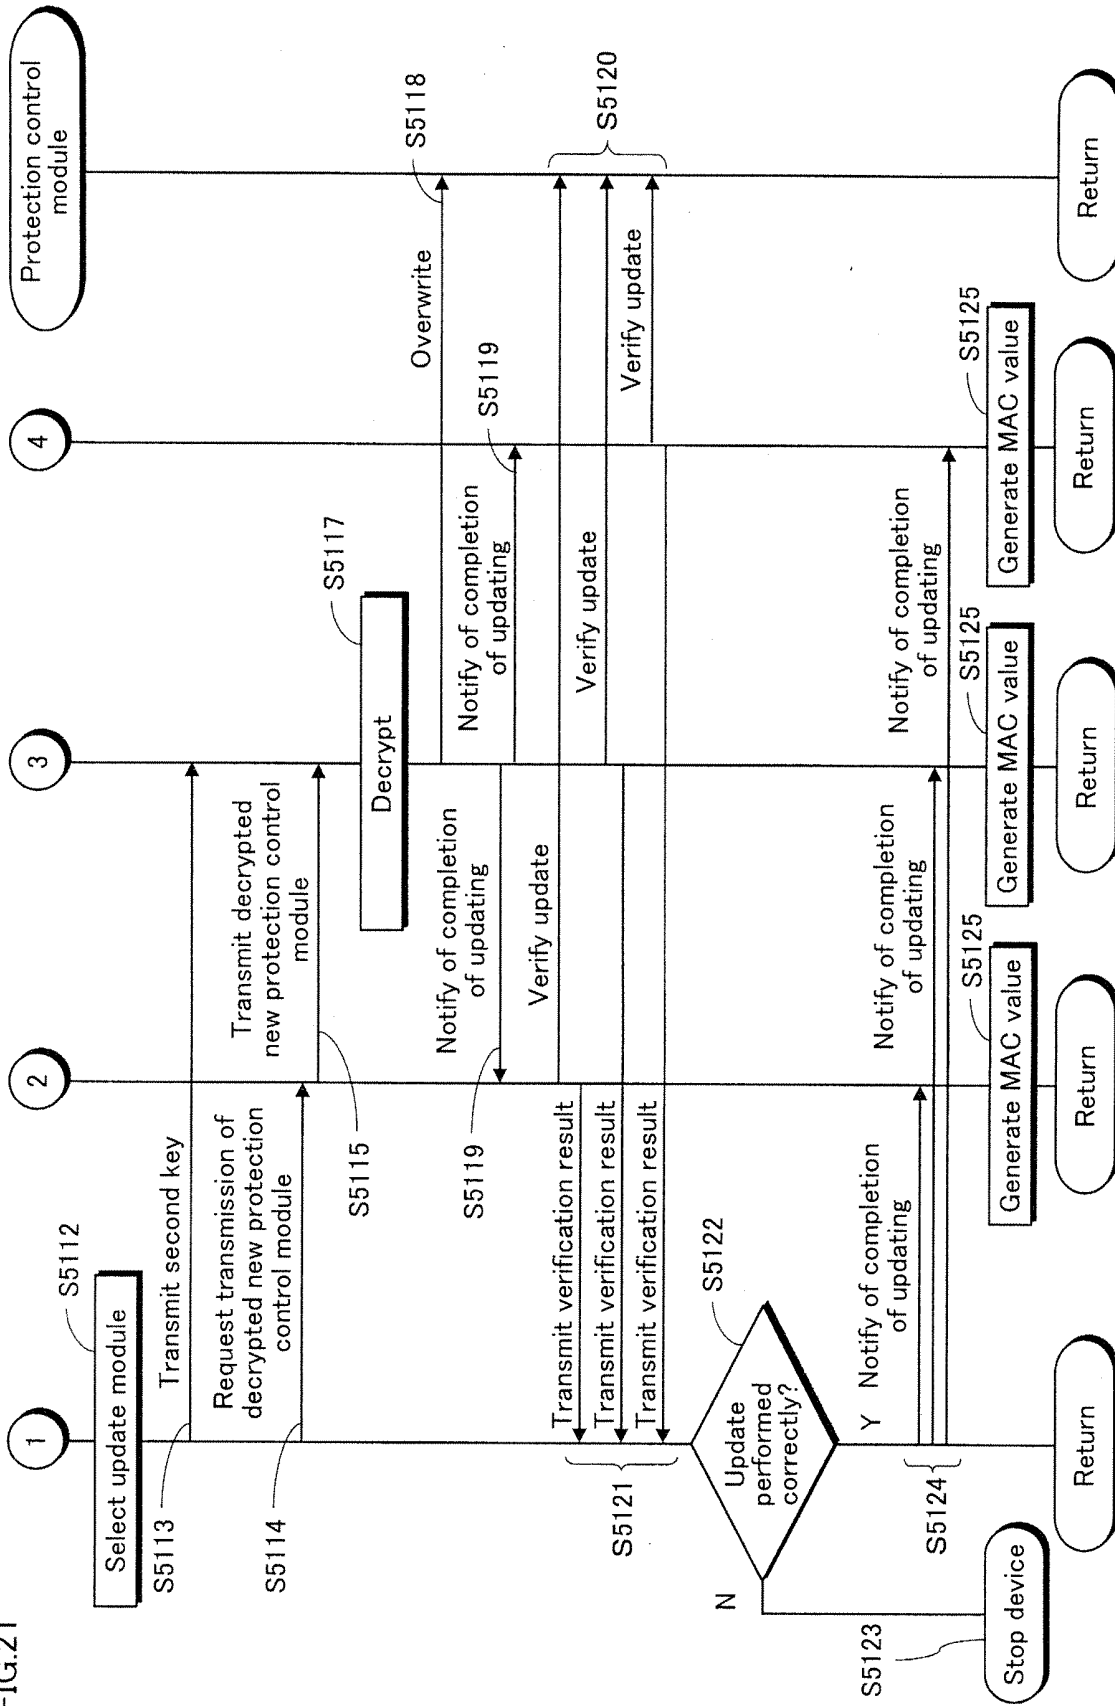 FIG.21
1
2
3
4
Protection control
module
Select update module
S5112
S5113
Transmit second key
S5114
Request transmission of
decrypted new protection
control module
Transmit decrypted
new protection control
module
S5115
Decrypt
S5117
Overwrite
S5118
Notify of completion
of updating
S5119
Notify of completion
of updating
S5119
Verify update
Verify update
Verify update
S5120
Transmit verification result
Transmit verification result
Transmit verification result
S5121
Update
performed
correctly?
S5122
N
Y
S5123
Stop device
S5124
Notify of completion
of updating
Notify of completion
of updating
Notify of completion
of updating
Generate MAC value
S5125
Generate MAC value
S5125
Generate MAC value
S5125
Return
Return
Return
Return
Return